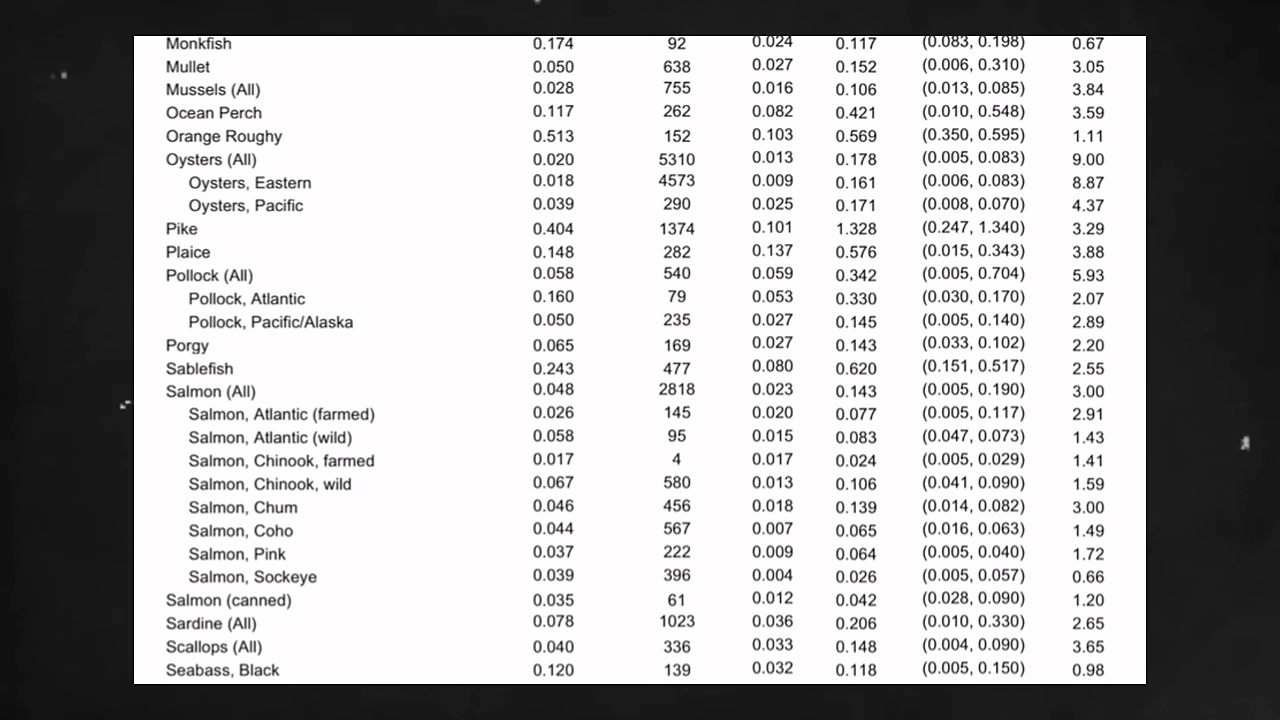 Monkfish 0.174 92 0.024 0.117 (0.083, 0.198) 0.67
Mullet 0.050 638 0.027 0.152 (0.006, 0.310) 3.05
Mussels (All) 0.028 755 0.016 0.106 (0.013, 0.085) 3.84
Ocean Perch 0.117 262 0.082 0.421 (0.010, 0.548) 3.59
Orange Roughy 0.513 152 0.103 0.569 (0.350, 0.595) 1.11
Oysters (All) 0.020 5310 0.013 0.178 (0.005, 0.083) 9.00
Oysters, Eastern 0.018 4573 0.009 0.161 (0.006, 0.083) 8.87
Oysters, Pacific 0.039 290 0.025 0.171 (0.008, 0.070) 4.37
Pike 0.404 1374 0.101 1.328 (0.247, 1.340) 3.29
Plaice 0.148 282 0.137 0.576 (0.015, 0.343) 3.88
Pollock (All) 0.058 540 0.059 0.342 (0.005, 0.704) 5.93
Pollock, Atlantic 0.160 79 0.053 0.330 (0.030, 0.170) 2.07
Pollock, Pacific/Alaska 0.050 235 0.027 0.145 (0.005, 0.140) 2.89
Porgy 0.065 169 0.027 0.143 (0.033, 0.102) 2.20
Sablefish 0.243 477 0.080 0.620 (0.151, 0.517) 2.55
Salmon (All) 0.048 2818 0.023 0.143 (0.005, 0.190) 3.00
Salmon, Atlantic (farmed) 0.026 145 0.020 0.077 (0.005, 0.117) 2.91
Salmon, Atlantic (wild) 0.058 95 0.015 0.083 (0.047, 0.073) 1.43
Salmon, Chinook, farmed 0.017 4 0.017 0.024 (0.005, 0.029) 1.41
Salmon, Chinook, wild 0.067 580 0.013 0.106 (0.041, 0.090) 1.59
Salmon, Chum 0.046 456 0.018 0.139 (0.014, 0.082) 3.00
Salmon, Coho 0.044 567 0.007 0.065 (0.016, 0.063) 1.49
Salmon, Pink 0.037 222 0.009 0.064 (0.005, 0.040) 1.72
Salmon, Sockeye 0.039 396 0.004 0.026 (0.005, 0.057) 0.66
Salmon (canned) 0.035 61 0.012 0.042 (0.028, 0.090) 1.20
Sardine (All) 0.078 1023 0.036 0.206 (0.010, 0.330) 2.65
Scallops (All) 0.040 336 0.033 0.148 (0.004, 0.090) 3.65
Seabass, Black 0.120 139 0.032 0.118 (0.005, 0.150) 0.98